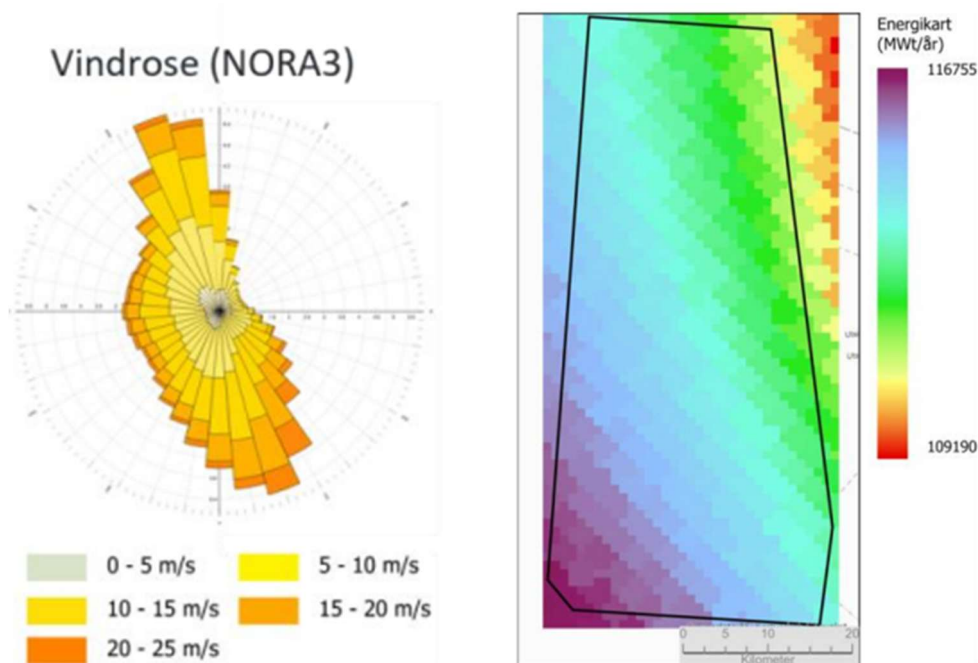 Vindrose (NORA3)
0 - 5 m/s
5 - 10 m/s
10 - 15 m/s
15 - 20 m/s
20 - 25 m/s
Energikart
(MWt/år)
116755
109190
0 5 10 20
Kilometer